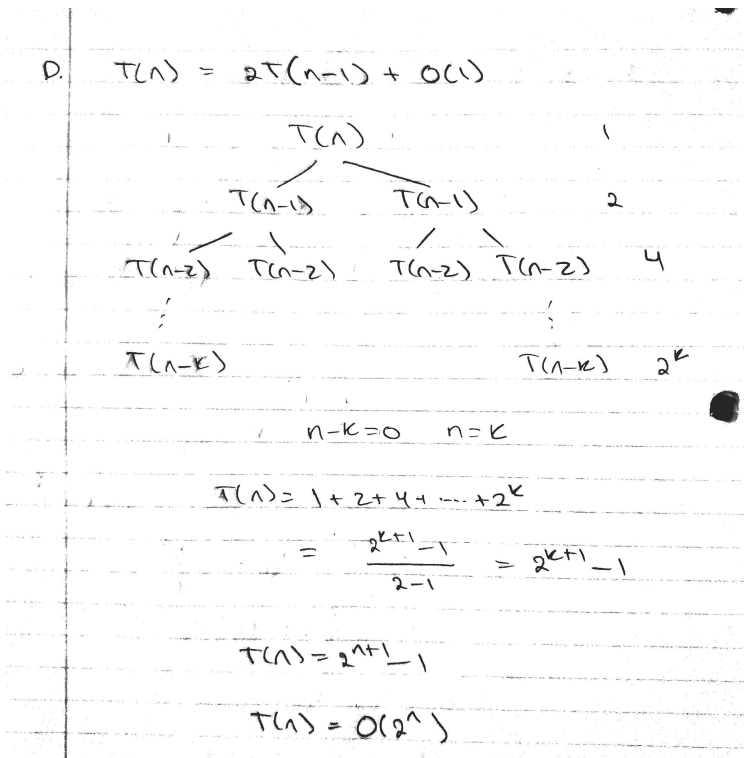 D. T(n) = 2T(n-1) + O(1)
T(n) 1
T(n-1) T(n-1) 2
T(n-2) T(n-2) T(n-2) T(n-2) 4
⋮ ⋮
T(n-k) T(n-k) 2^k
n-k=0 n=k
T(n) = 1+2+4+....+2^k
= (2^{k+1}-1)/(2-1) = 2^{k+1}-1
T(n) = 2^{n+1}-1
T(n) = O(2^n)